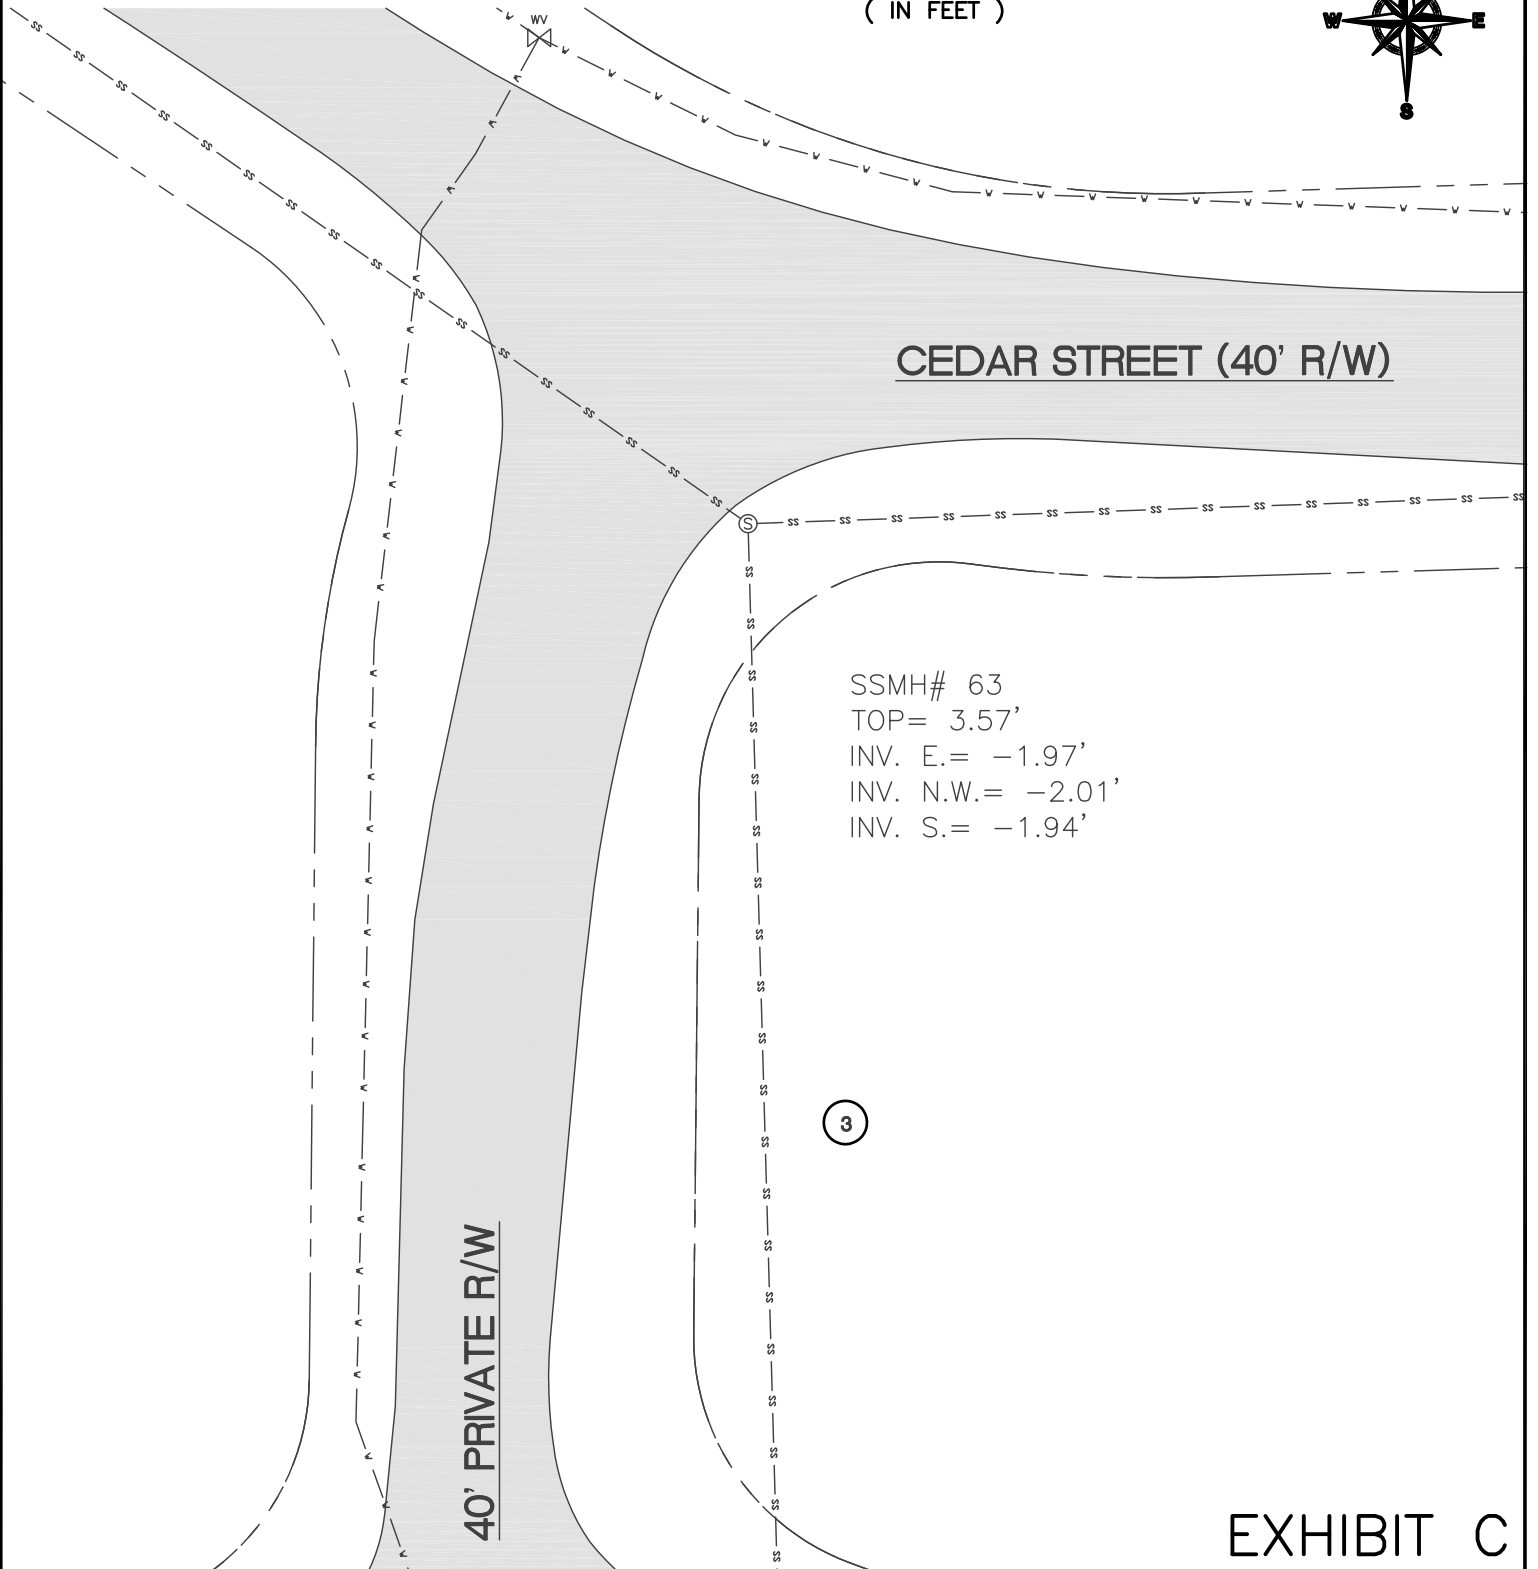 ( IN FEET )
WV
W
E
S
CEDAR STREET (40' R/W)
S
SSMH# 63
TOP= 3.57'
INV. E.= −1.97'
INV. N.W.= −2.01'
INV. S.= −1.94'
3
40' PRIVATE R/W
EXHIBIT C